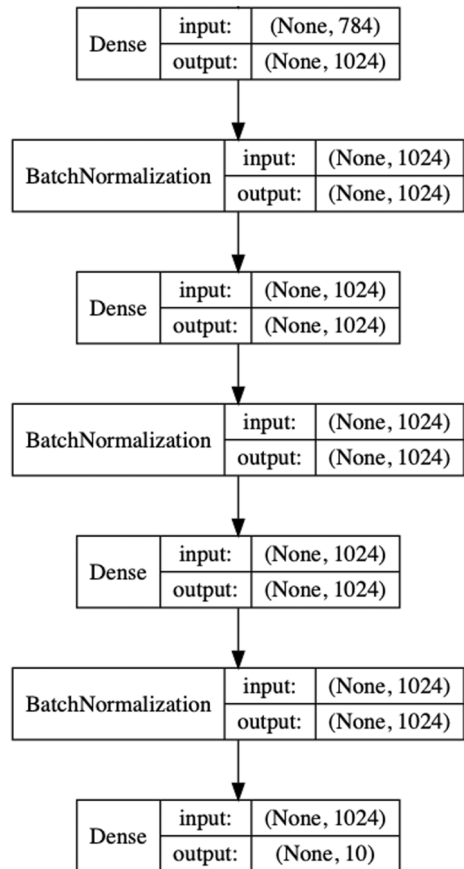 Dense input: (None, 784)
output: (None, 1024)
BatchNormalization input: (None, 1024)
output: (None, 1024)
Dense input: (None, 1024)
output: (None, 1024)
BatchNormalization input: (None, 1024)
output: (None, 1024)
Dense input: (None, 1024)
output: (None, 1024)
BatchNormalization input: (None, 1024)
output: (None, 1024)
Dense input: (None, 1024)
output: (None, 10)